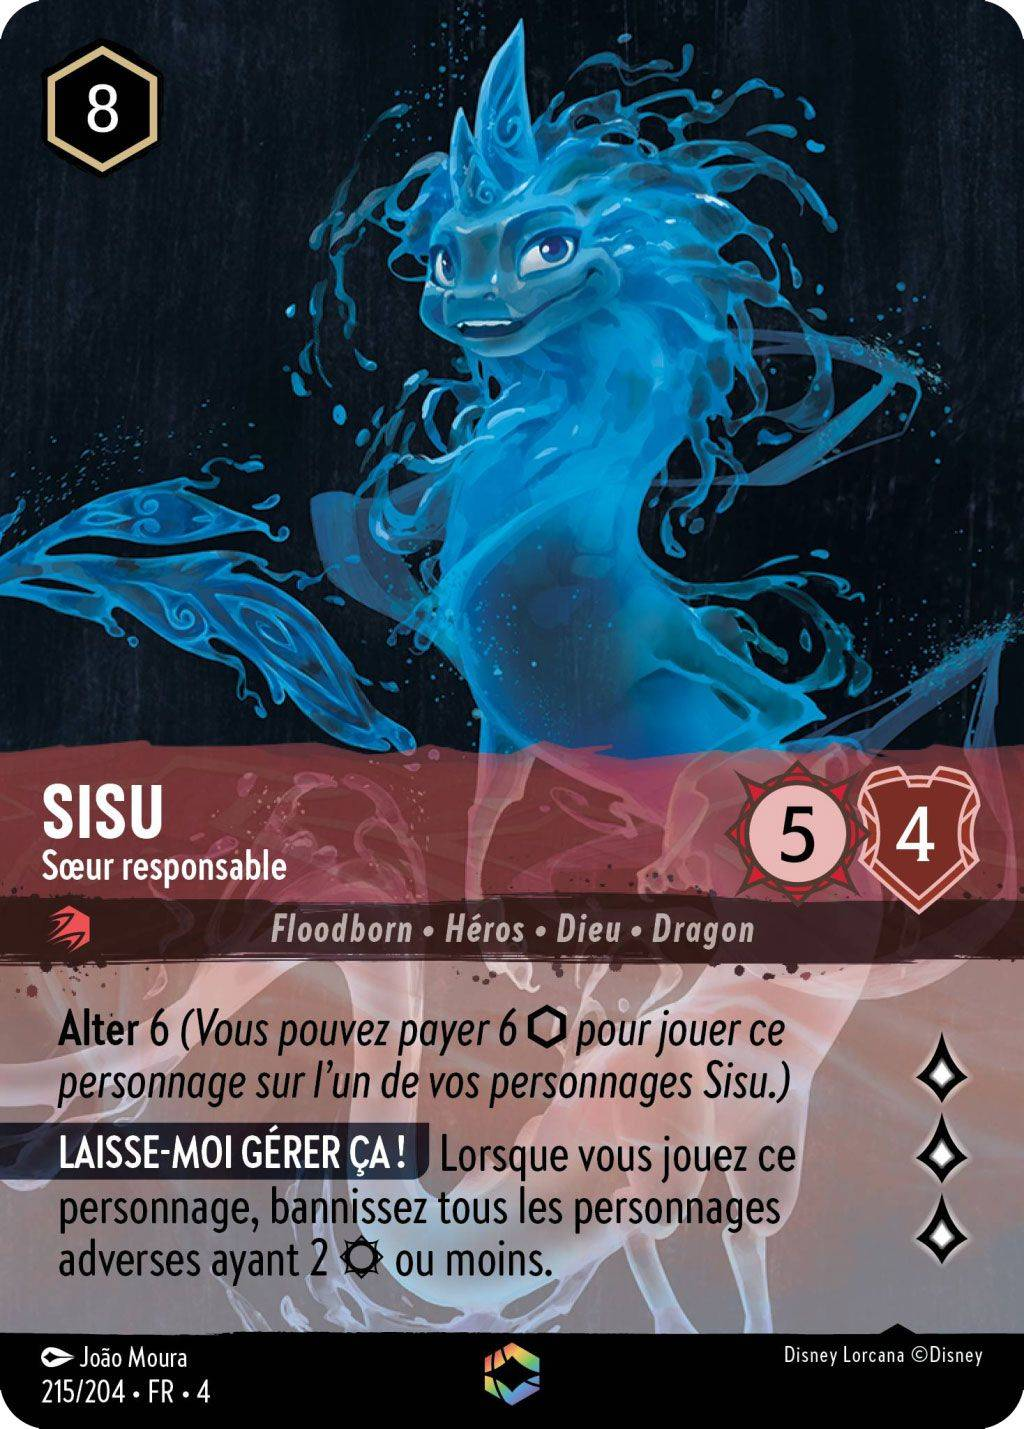 8
SISU
Sœur responsable
5
4
Floodborn • Héros • Dieu • Dragon
Alter 6 (Vous pouvez payer 6 ⬡ pour jouer ce
personnage sur l'un de vos personnages Sisu.)
LAISSE-MOI GÉRER ÇA ! Lorsque vous jouez ce
personnage, bannissez tous les personnages
adverses ayant 2 ou moins.
João Moura
Disney Lorcana ©Disney
215/204 • FR • 4